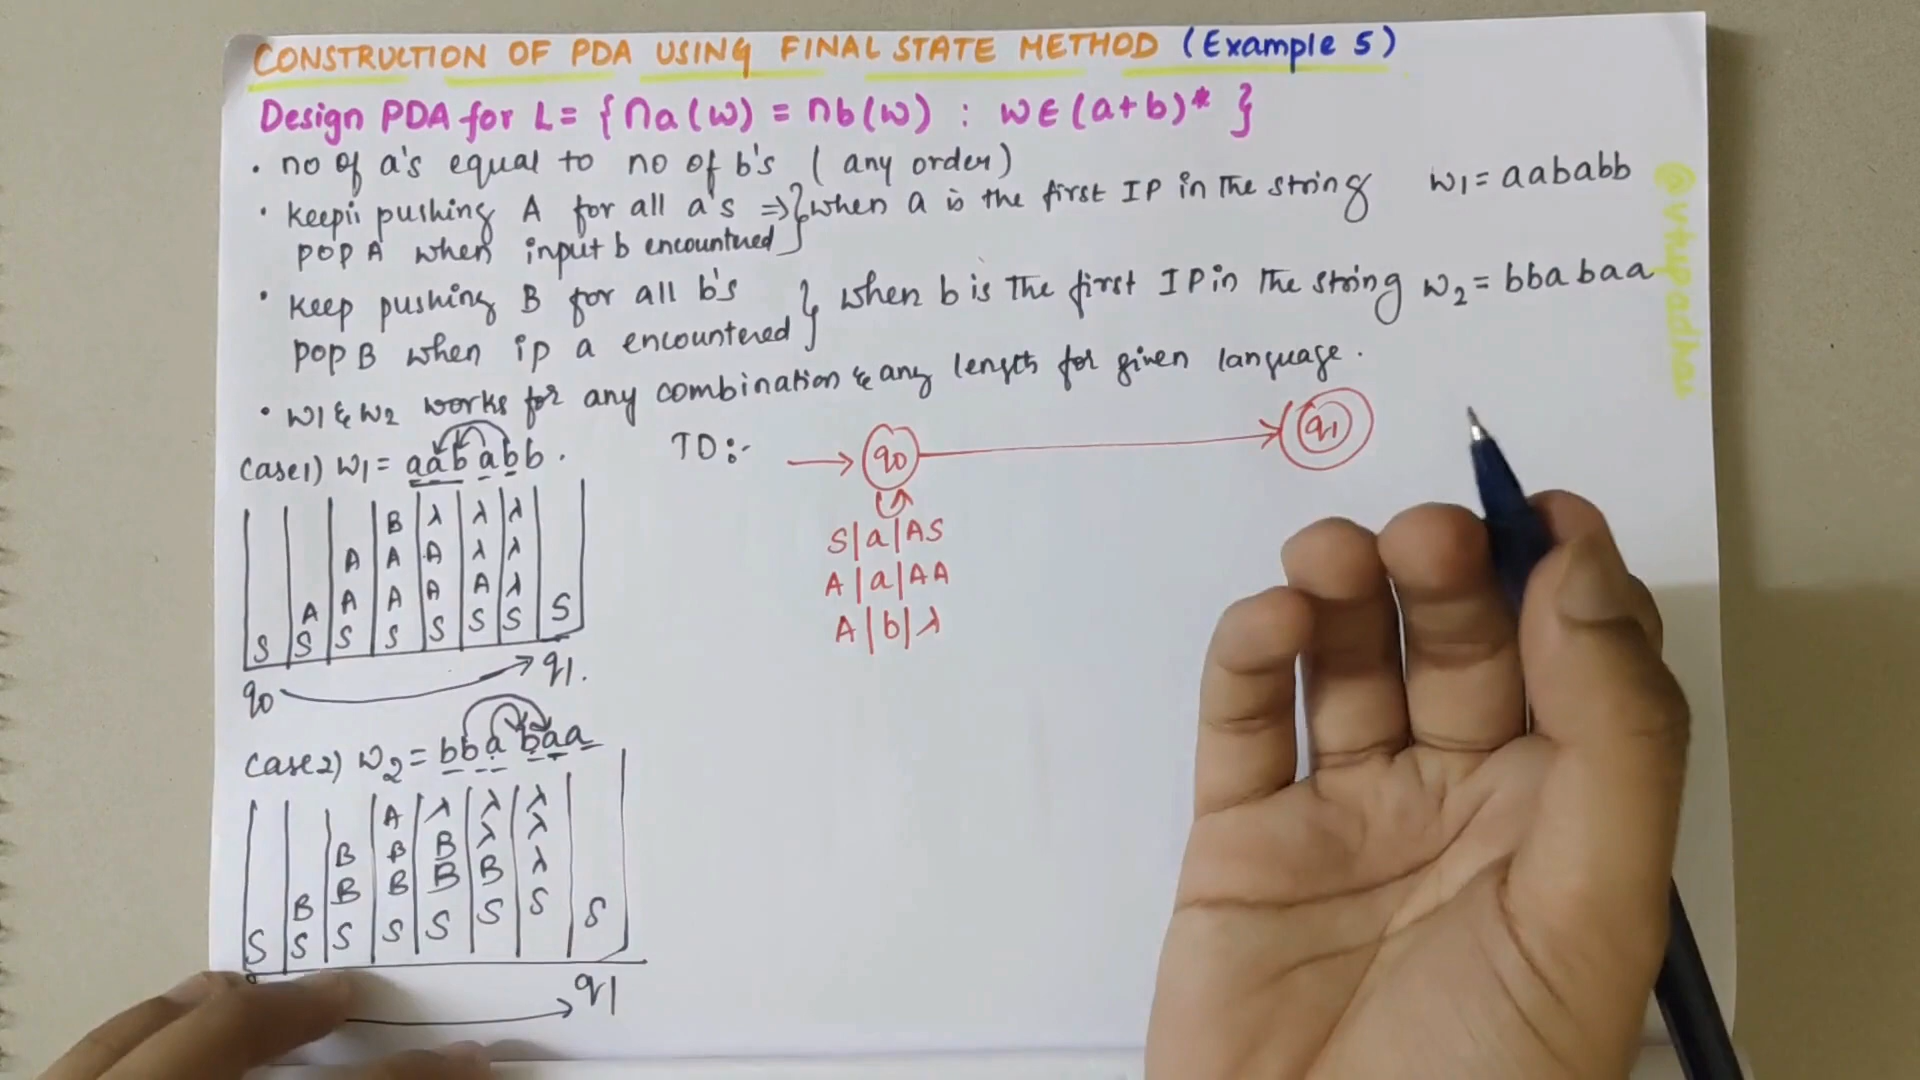 CONSTRUCTION OF PDA USING FINAL STATE METHOD (Example 5)
Design PDA for L= {na(w) = nb(w) : wE(a+b)* }
• no of a's equal to no of b's (any order)
• keepii pushing A for all a's => } when a is the first IP in the string w1= aababb
pop A when input b encountered }
• keep pushing B for all b's } when b is the first IP in the string w2= bbabaa
pop B when ip a encountered }
• w1 & w2 works for any combination & any length for given language.
Case1) w1= aababb.
TD:-
q0
q1
S|a|AS
A|a|AA
A|b|λ
B λ λ λ
A A A λ λ
A A A A A λ
S S S S S S S S
q0 → q1.
Case2) w2= bbabaa
A λ λ λ
B B B λ λ
B B B B B λ
S S S S S S S S
q1
@vhupadhav